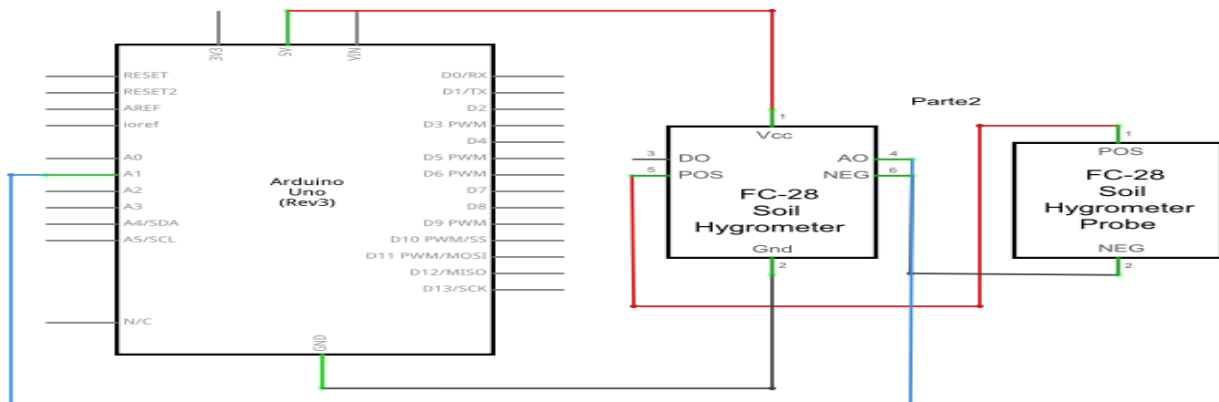 3V3
5V
VIN
RESET
RESET2
AREF
ioref
A0
A1
A2
A3
A4/SDA
A5/SCL
N/C
D0/RX
D1/TX
D2
D3 PWM
D4
D5 PWM
D6 PWM
D7
D8
D9 PWM
D10 PWM/SS
D11 PWM/MOSI
D12/MISO
D13/SCK
GND
Arduino
Uno
(Rev3)
1
Vcc
3
DO
5
POS
AO
4
NEG
6
FC-28
Soil
Hygrometer
Gnd
2
Parte2
1
POS
FC-28
Soil
Hygrometer
Probe
NEG
2